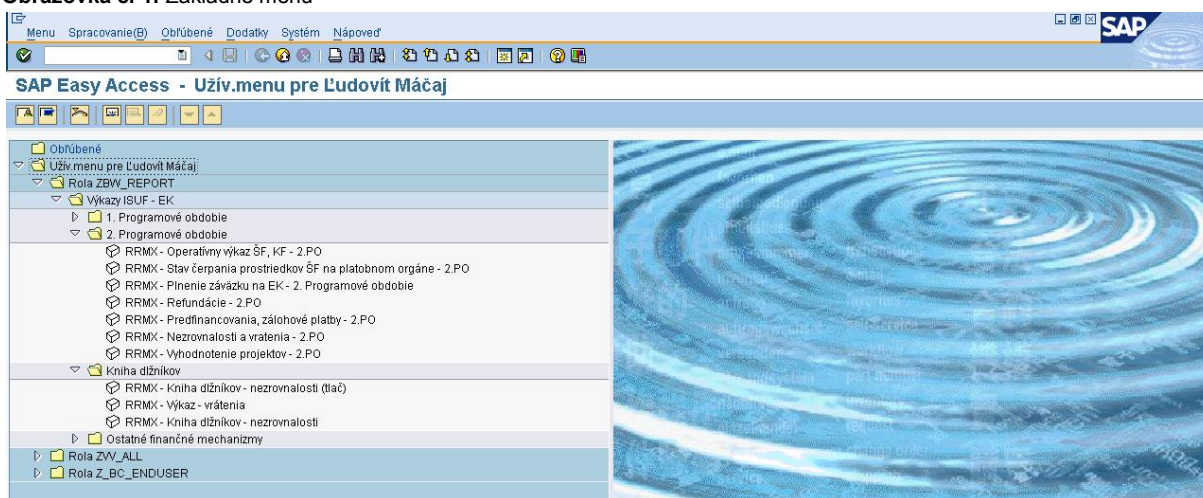 Obrazovka č. 1: Základné menu
Menu Spracovanie(B) Obľúbené Dodatky Systém Nápoveď
SAP
SAP Easy Access - Užív.menu pre Ľudovít Máčaj
Obľúbené
Užív.menu pre Ľudovít Máčaj
Rola ZBW_REPORT
Výkazy ISUF - EK
1. Programové obdobie
2. Programové obdobie
RRMX - Operatívny výkaz ŠF, KF - 2.PO
RRMX - Stav čerpania prostriedkov ŠF na platobnom orgáne - 2.PO
RRMX - Plnenie záväzku na EK - 2. Programové obdobie
RRMX - Refundácie - 2.PO
RRMX - Predfinancovania, zálohové platby - 2.PO
RRMX - Nezrovnalosti a vratenia - 2.PO
RRMX - Vyhodnotenie projektov - 2.PO
Kniha dlžníkov
RRMX - Kniha dlžníkov - nezrovnalosti (tlač)
RRMX - Výkaz - vrátenia
RRMX - Kniha dlžníkov - nezrovnalosti
Ostatné finančné mechanizmy
Rola ZVV_ALL
Rola Z_BC_ENDUSER